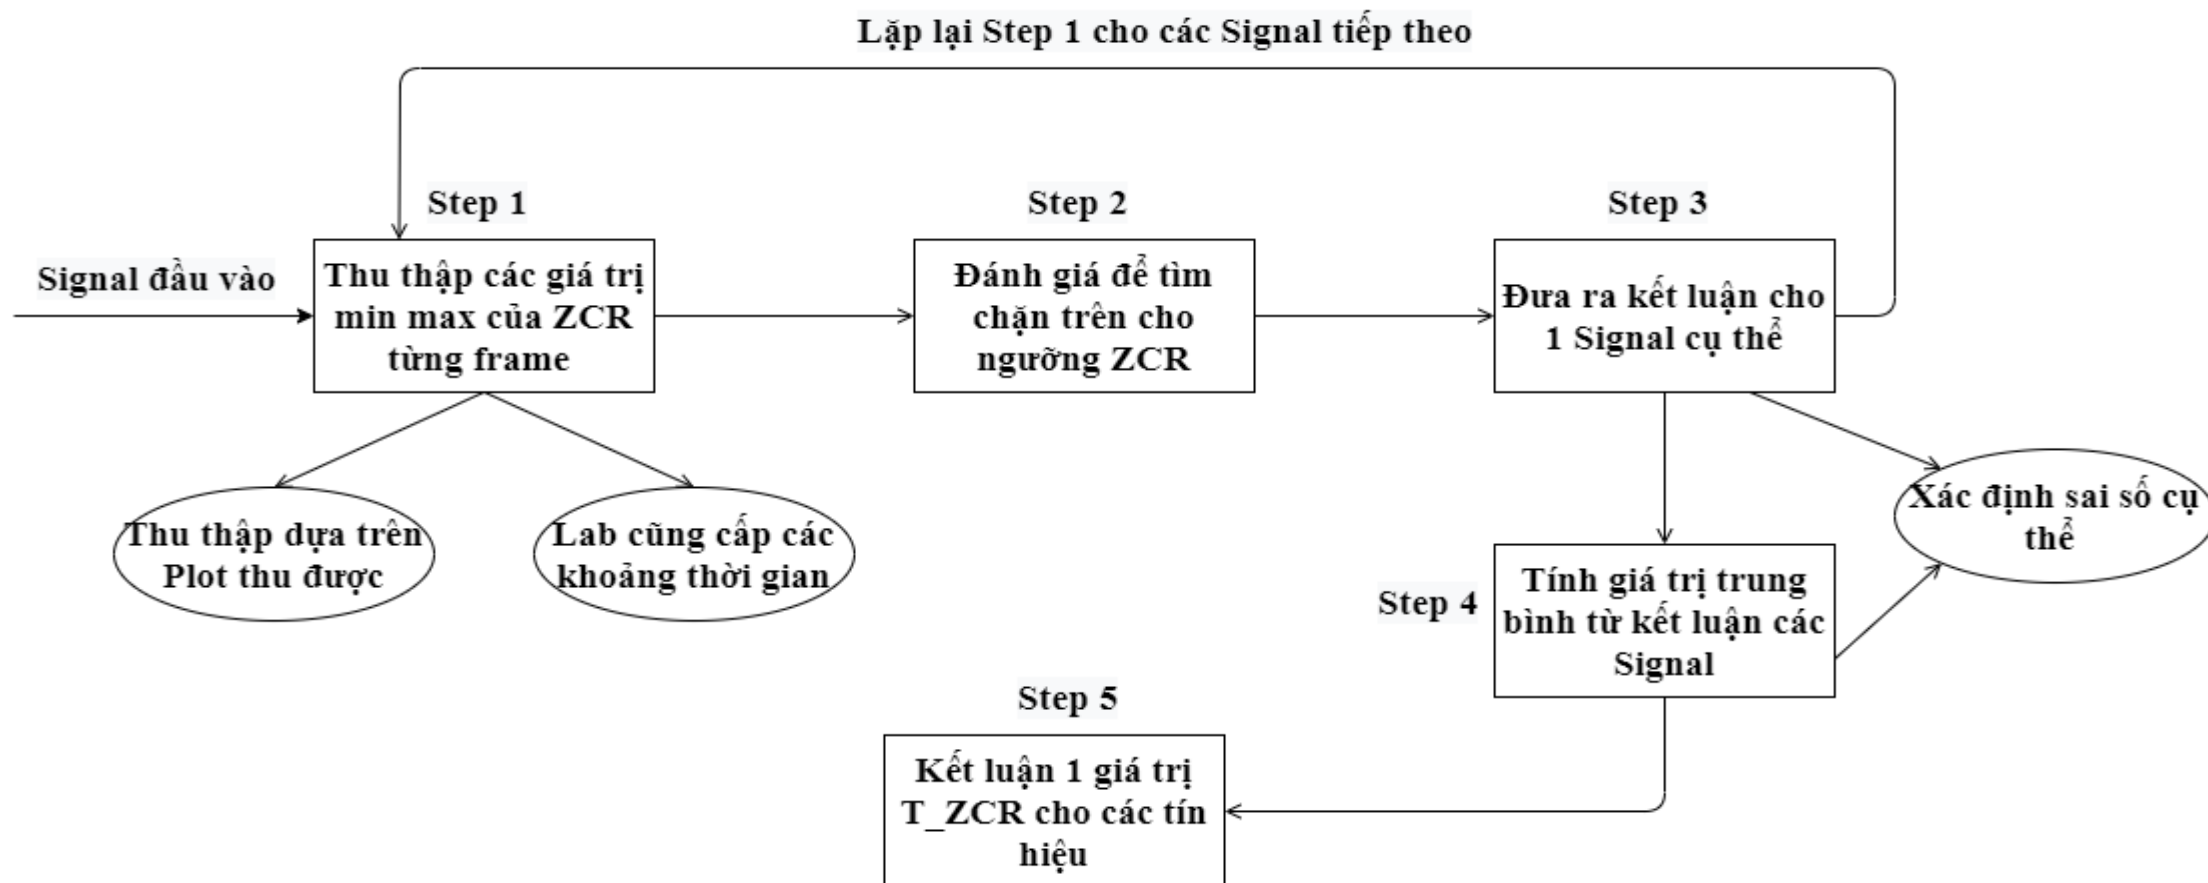 Lặp lại Step 1 cho các Signal tiếp theo
Step 1
Step 2
Step 3
Signal đầu vào
Thu thập các giá trị
min max của ZCR
từng frame
Đánh giá để tìm
chặn trên cho
ngưỡng ZCR
Đưa ra kết luận cho
1 Signal cụ thể
Thu thập dựa trên
Plot thu được
Lab cũng cấp các
khoảng thời gian
Xác định sai số cụ
thể
Step 4
Tính giá trị trung
bình từ kết luận các
Signal
Step 5
Kết luận 1 giá trị
T_ZCR cho các tín
hiệu